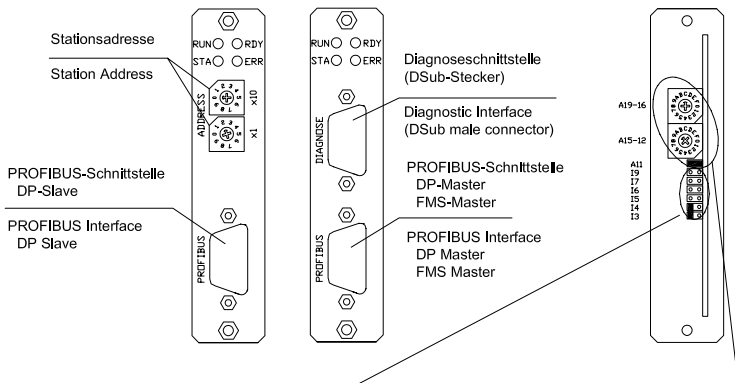 Stationsadresse
Station Address
PROFIBUS-Schnittstelle
DP-Slave
PROFIBUS Interface
DP Slave
RUN RDY
STA ERR
ADDRESS
x10
x1
PROFIBUS
RUN RDY
STA ERR
DIAGNOSE
PROFIBUS
Diagnoseschnittstelle
(DSub-Stecker)
Diagnostic Interface
(DSub male connector)
PROFIBUS-Schnittstelle
DP-Master
FMS-Master
PROFIBUS Interface
DP Master
FMS Master
A19-16
A15-12
A11
I9
I7
I6
I5
I4
I3